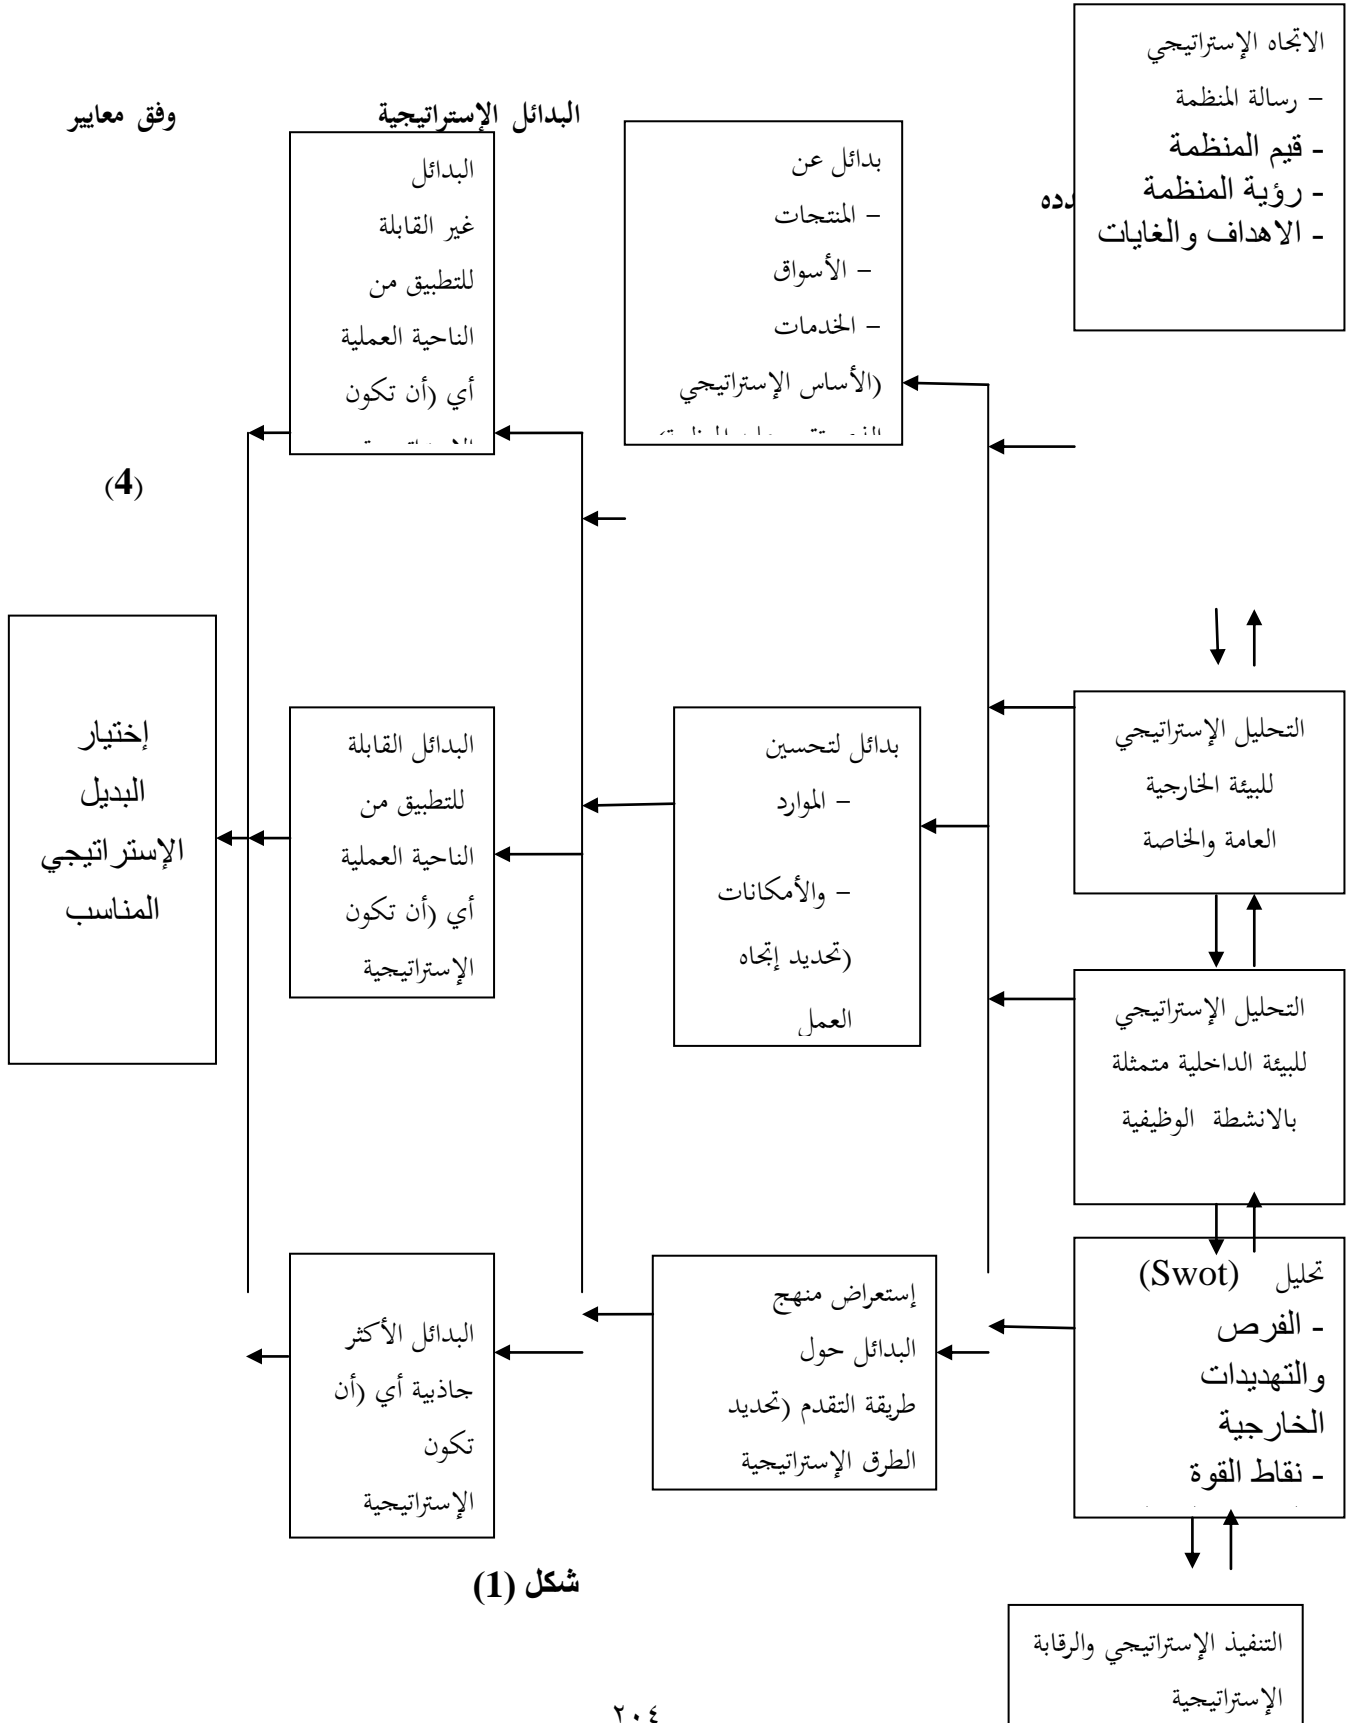 الاتجاه الإستراتيجي
– رسالة المنظمة
- قيم المنظمة
- رؤية المنظمة
- الاهداف والغايات
البدائل الإستراتيجية
وفق معايير
بدائل عن
– المنتجات
– الأسواق
– الخدمات
(الأساس الإستراتيجي
البدائل
غير القابلة
للتطبيق من
الناحية العملية
أي (أن تكون
(4)
التحليل الإستراتيجي
للبيئة الخارجية
العامة والخاصة
بدائل لتحسين
– الموارد
– والأمكانات
(تحديد إتجاه
العمل
البدائل القابلة
للتطبيق من
الناحية العملية
أي (أن تكون
الإستراتيجية
إختيار
البديل
الإستراتيجي
المناسب
التحليل الإستراتيجي
للبيئة الداخلية متمثلة
بالانشطة الوظيفية
تحليل (Swot)
- الفرص
والتهديدات
الخارجية
- نقاط القوة
إستعراض منهج
البدائل حول
طريقة التقدم (تحديد
الطرق الإستراتيجية
البدائل الأكثر
جاذبية أي (أن
تكون
الإستراتيجية
شكل (1)
التنفيذ الإستراتيجي والرقابة
الإستراتيجية
٢٠٤